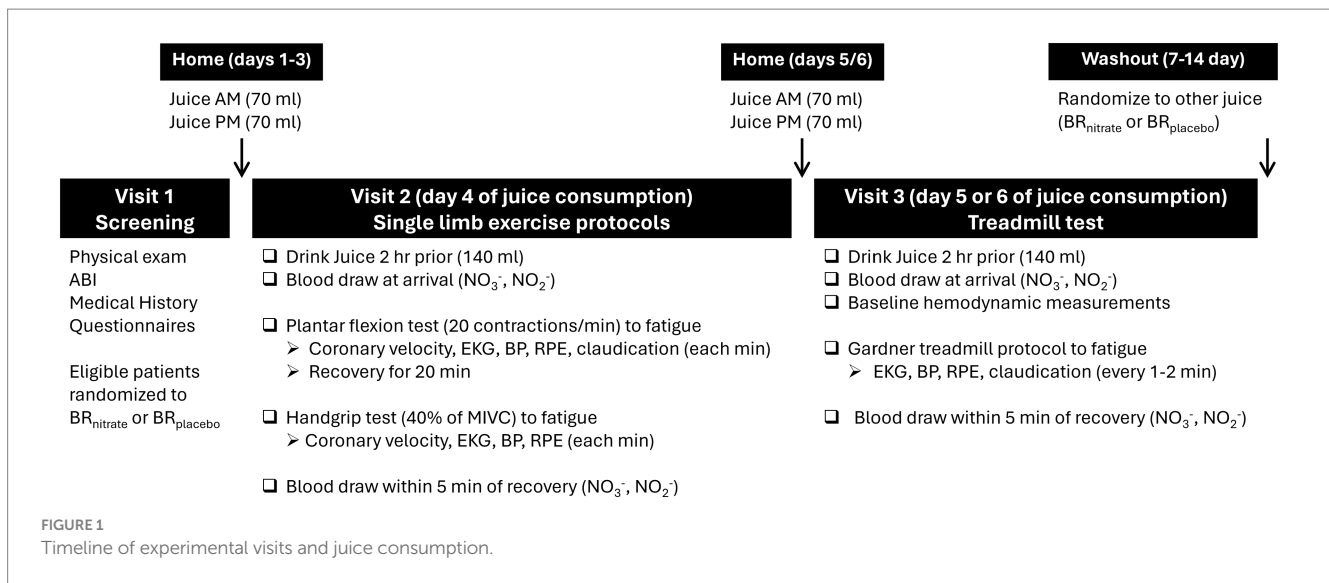 Home (days 1-3)
Juice AM (70 ml)
Juice PM (70 ml)
Home (days 5/6)
Juice AM (70 ml)
Juice PM (70 ml)
Washout (7-14 day)
Randomize to other juice
(BRnitrate or BRplacebo)
Visit 1
Screening
Physical exam
ABI
Medical History
Questionnaires
Eligible patients
randomized to
BRnitrate or BRplacebo
Visit 2 (day 4 of juice consumption)
Single limb exercise protocols
❑ Drink Juice 2 hr prior (140 ml)
❑ Blood draw at arrival (NO3-, NO2-)
❑ Plantar flexion test (20 contractions/min) to fatigue
➢ Coronary velocity, EKG, BP, RPE, claudication (each min)
➢ Recovery for 20 min
❑ Handgrip test (40% of MIVC) to fatigue
➢ Coronary velocity, EKG, BP, RPE (each min)
❑ Blood draw within 5 min of recovery (NO3-, NO2-)
Visit 3 (day 5 or 6 of juice consumption)
Treadmill test
❑ Drink Juice 2 hr prior (140 ml)
❑ Blood draw at arrival (NO3-, NO2-)
❑ Baseline hemodynamic measurements
❑ Gardner treadmill protocol to fatigue
➢ EKG, BP, RPE, claudication (every 1-2 min)
❑ Blood draw within 5 min of recovery (NO3-, NO2-)
FIGURE 1
Timeline of experimental visits and juice consumption.